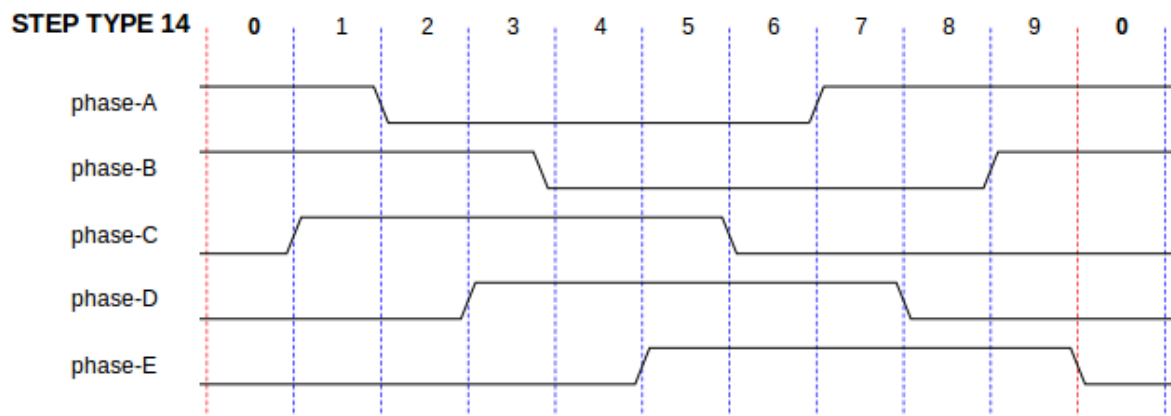 STEP TYPE 14 0 1 2 3 4 5 6 7 8 9 0
phase-A
phase-B
phase-C
phase-D
phase-E